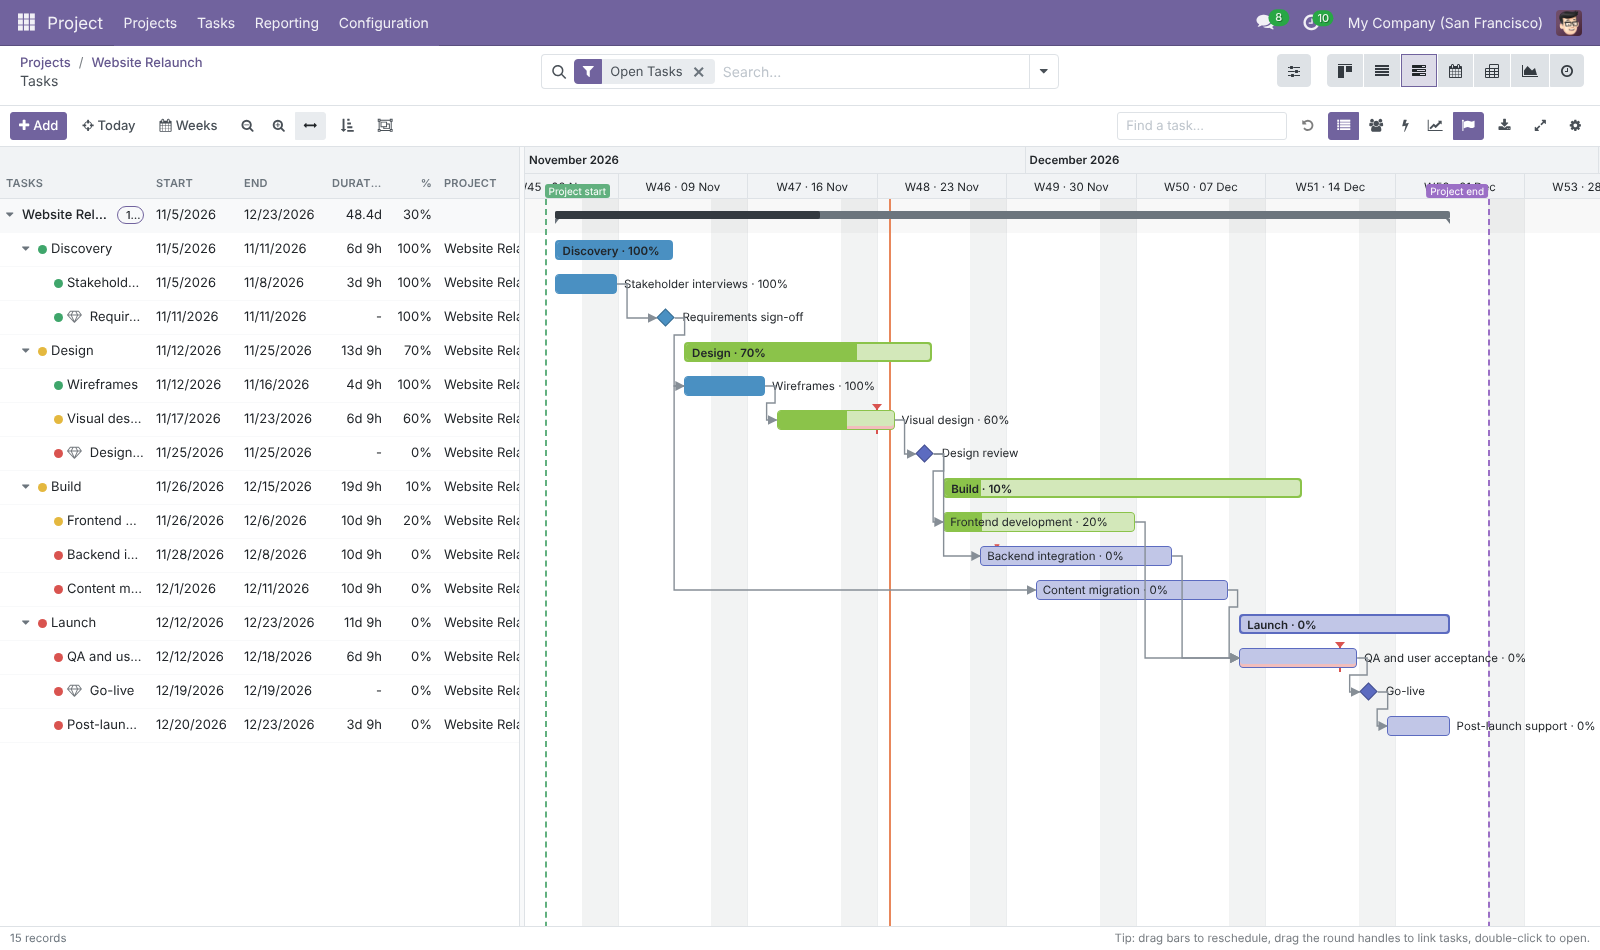 Project Projects Tasks Reporting Configuration 8 10 My Company (San Francisco)
Projects / Website Relaunch
Tasks
Open Tasks Search...
Add Today Weeks Find a task...
November 2026 December 2026
TASKS START END DURAT... % PROJECT
/45 W46 · 09 Nov W47 · 16 Nov W48 · 23 Nov W49 · 30 Nov W50 · 07 Dec W51 · 14 Dec W53 · 28
Project start Project end
Website Rel... 1... 11/5/2026 12/23/2026 48.4d 30%
Discovery 11/5/2026 11/11/2026 6d 9h 100% Website Rela Discovery · 100%
Stakehold... 11/5/2026 11/8/2026 3d 9h 100% Website Rela Stakeholder interviews · 100%
Requir... 11/11/2026 11/11/2026 - 100% Website Rela Requirements sign-off
Design 11/12/2026 11/25/2026 13d 9h 70% Website Rela Design · 70%
Wireframes 11/12/2026 11/16/2026 4d 9h 100% Website Rela Wireframes · 100%
Visual des... 11/17/2026 11/23/2026 6d 9h 60% Website Rela Visual design · 60%
Design... 11/25/2026 11/25/2026 - 0% Website Rela Design review
Build 11/26/2026 12/15/2026 19d 9h 10% Website Rela Build · 10%
Frontend ... 11/26/2026 12/6/2026 10d 9h 20% Website Rela Frontend development · 20%
Backend i... 11/28/2026 12/8/2026 10d 9h 0% Website Rela Backend integration · 0%
Content m... 12/1/2026 12/11/2026 10d 9h 0% Website Rela Content migration · 0%
Launch 12/12/2026 12/23/2026 11d 9h 0% Website Rela Launch · 0%
QA and us... 12/12/2026 12/18/2026 6d 9h 0% Website Rela QA and user acceptance · 0%
Go-live 12/19/2026 12/19/2026 - 0% Website Rela Go-live
Post-laun... 12/20/2026 12/23/2026 3d 9h 0% Website Rela Post-launch support · 0%
15 records Tip: drag bars to reschedule, drag the round handles to link tasks, double-click to open.